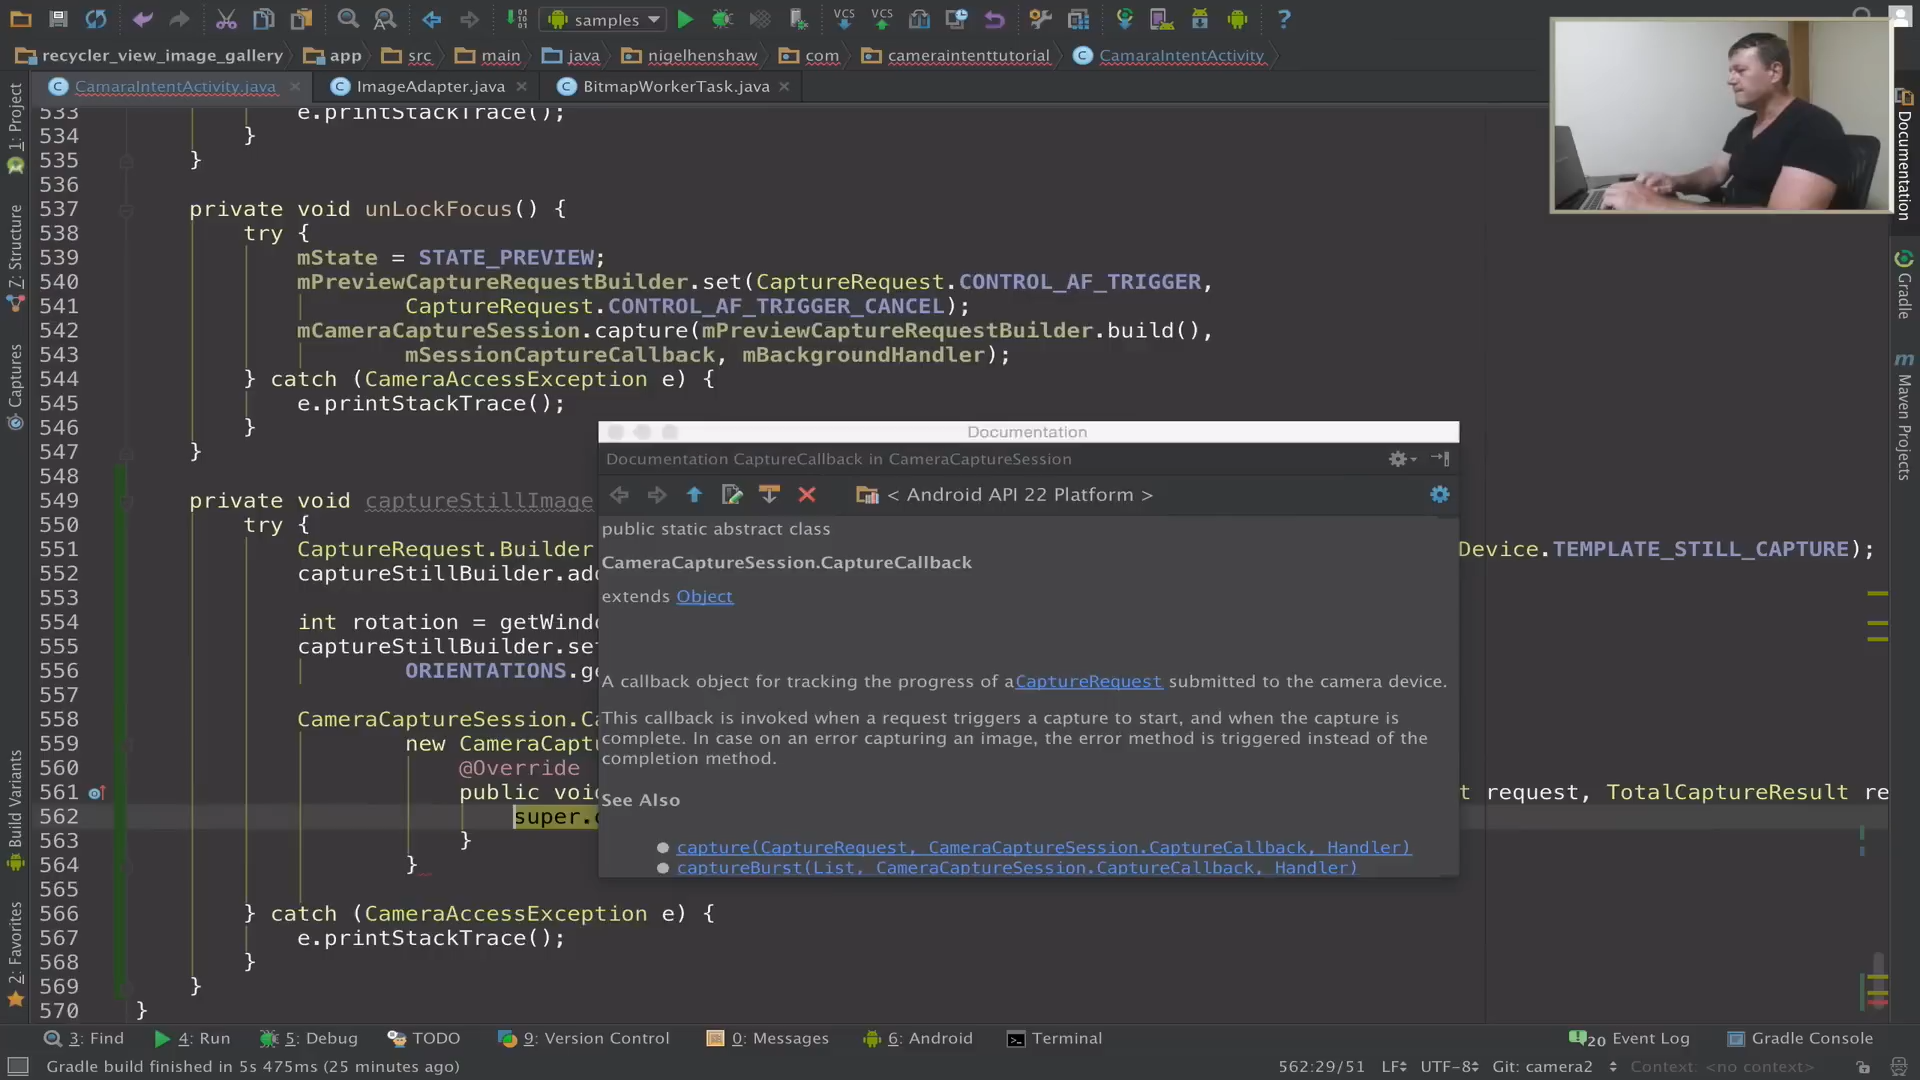 samples
recycler_view_image_gallery
app
src
main
java
nigelhenshaw
com
cameraintenttutorial
CamaraIntentActivity
CamaraIntentActivity.java
ImageAdapter.java
BitmapWorkerTask.java
1: Project
7: Structure
Captures
Build Variants
2: Favorites
533 e.printStackTrace();
534 }
535 }
536
537 private void unLockFocus() {
538 try {
539 mState = STATE_PREVIEW;
540 mPreviewCaptureRequestBuilder.set(CaptureRequest.CONTROL_AF_TRIGGER,
541 CaptureRequest.CONTROL_AF_TRIGGER_CANCEL);
542 mCameraCaptureSession.capture(mPreviewCaptureRequestBuilder.build(),
543 mSessionCaptureCallback, mBackgroundHandler);
544 } catch (CameraAccessException e) {
545 e.printStackTrace();
546 }
547 }
548
549 private void captureStillImage
550 try {
551 CaptureRequest.Builder Device.TEMPLATE_STILL_CAPTURE);
552 captureStillBuilder.add
553
554 int rotation = getWindo
555 captureStillBuilder.set
556 ORIENTATIONS.ge
557
558 CameraCaptureSession.Ca
559 new CameraCaptu
560 @Override
561 public void t request, TotalCaptureResult re
562 super.c
563 }
564 }
565
566 } catch (CameraAccessException e) {
567 e.printStackTrace();
568 }
569 }
570 }
Documentation
Documentation CaptureCallback in CameraCaptureSession
< Android API 22 Platform >
public static abstract class
CameraCaptureSession.CaptureCallback
extends Object
A callback object for tracking the progress of aCaptureRequest submitted to the camera device.
This callback is invoked when a request triggers a capture to start, and when the capture is
complete. In case on an error capturing an image, the error method is triggered instead of the
completion method.
See Also
capture(CaptureRequest, CameraCaptureSession.CaptureCallback, Handler)
captureBurst(List, CameraCaptureSession.CaptureCallback, Handler)
Documentation
Gradle
Maven Projects
3: Find
4: Run
5: Debug
TODO
9: Version Control
0: Messages
6: Android
Terminal
20 Event Log
Gradle Console
Gradle build finished in 5s 475ms (25 minutes ago)
562:29/51
LF
UTF-8
Git: camera2
Context: <no context>